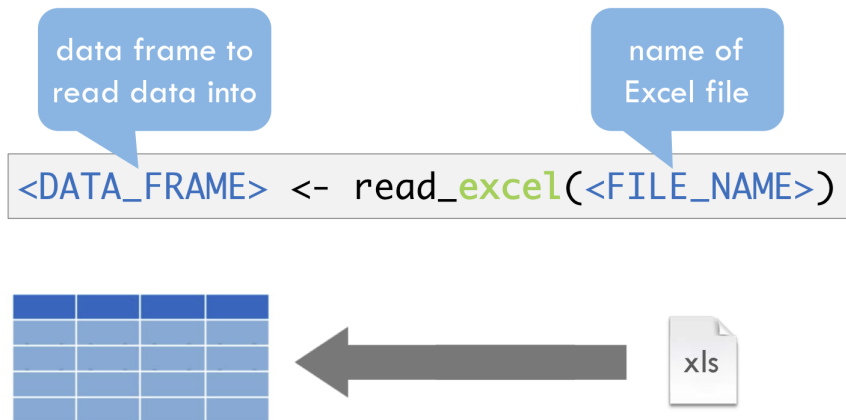 data frame to
read data into
name of
Excel file
<DATA_FRAME> <- read_excel(<FILE_NAME>)
xls